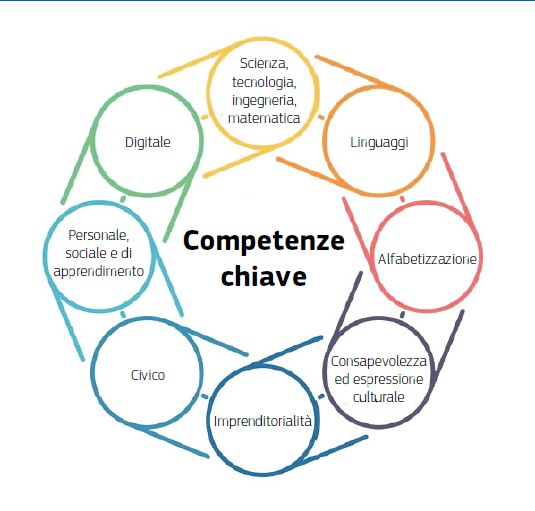 Scienza,
tecnologia,
ingegneria,
matematica
Linguaggi
Alfabetizzazione
Consapevolezza
ed espressione
culturale
Imprenditorialità
Civico
Personale,
sociale e di
apprendimento
Digitale
Competenze
chiave